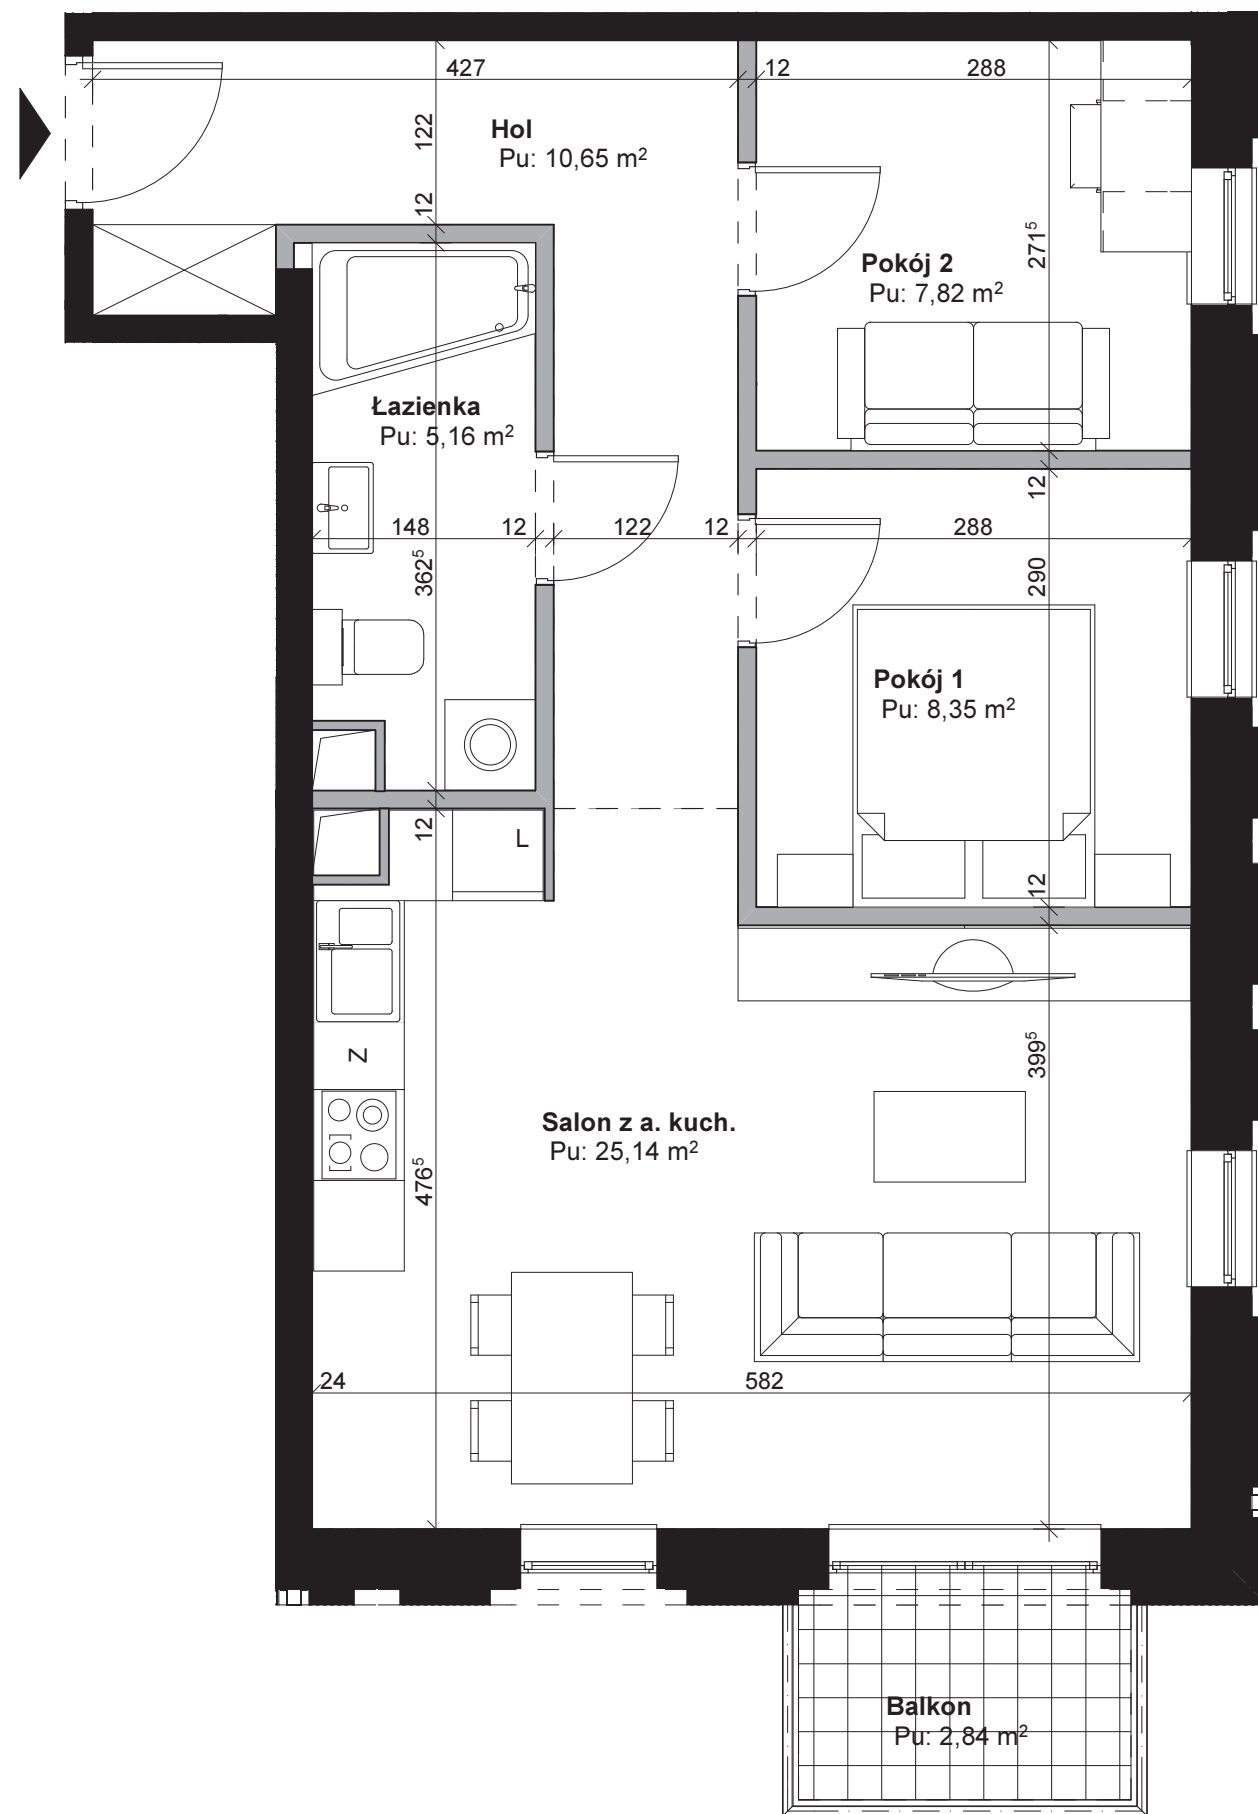 427
12
288
122
Hol
Pu: 10,65 m²
12
271⁵
Pokój 2
Pu: 7,82 m²
Łazienka
Pu: 5,16 m²
12
148
12
122
12
288
362⁵
290
Pokój 1
Pu: 8,35 m²
12
L
12
Z
399⁵
Salon z a. kuch.
Pu: 25,14 m²
476⁵
24
582
Balkon
Pu: 2,84 m²